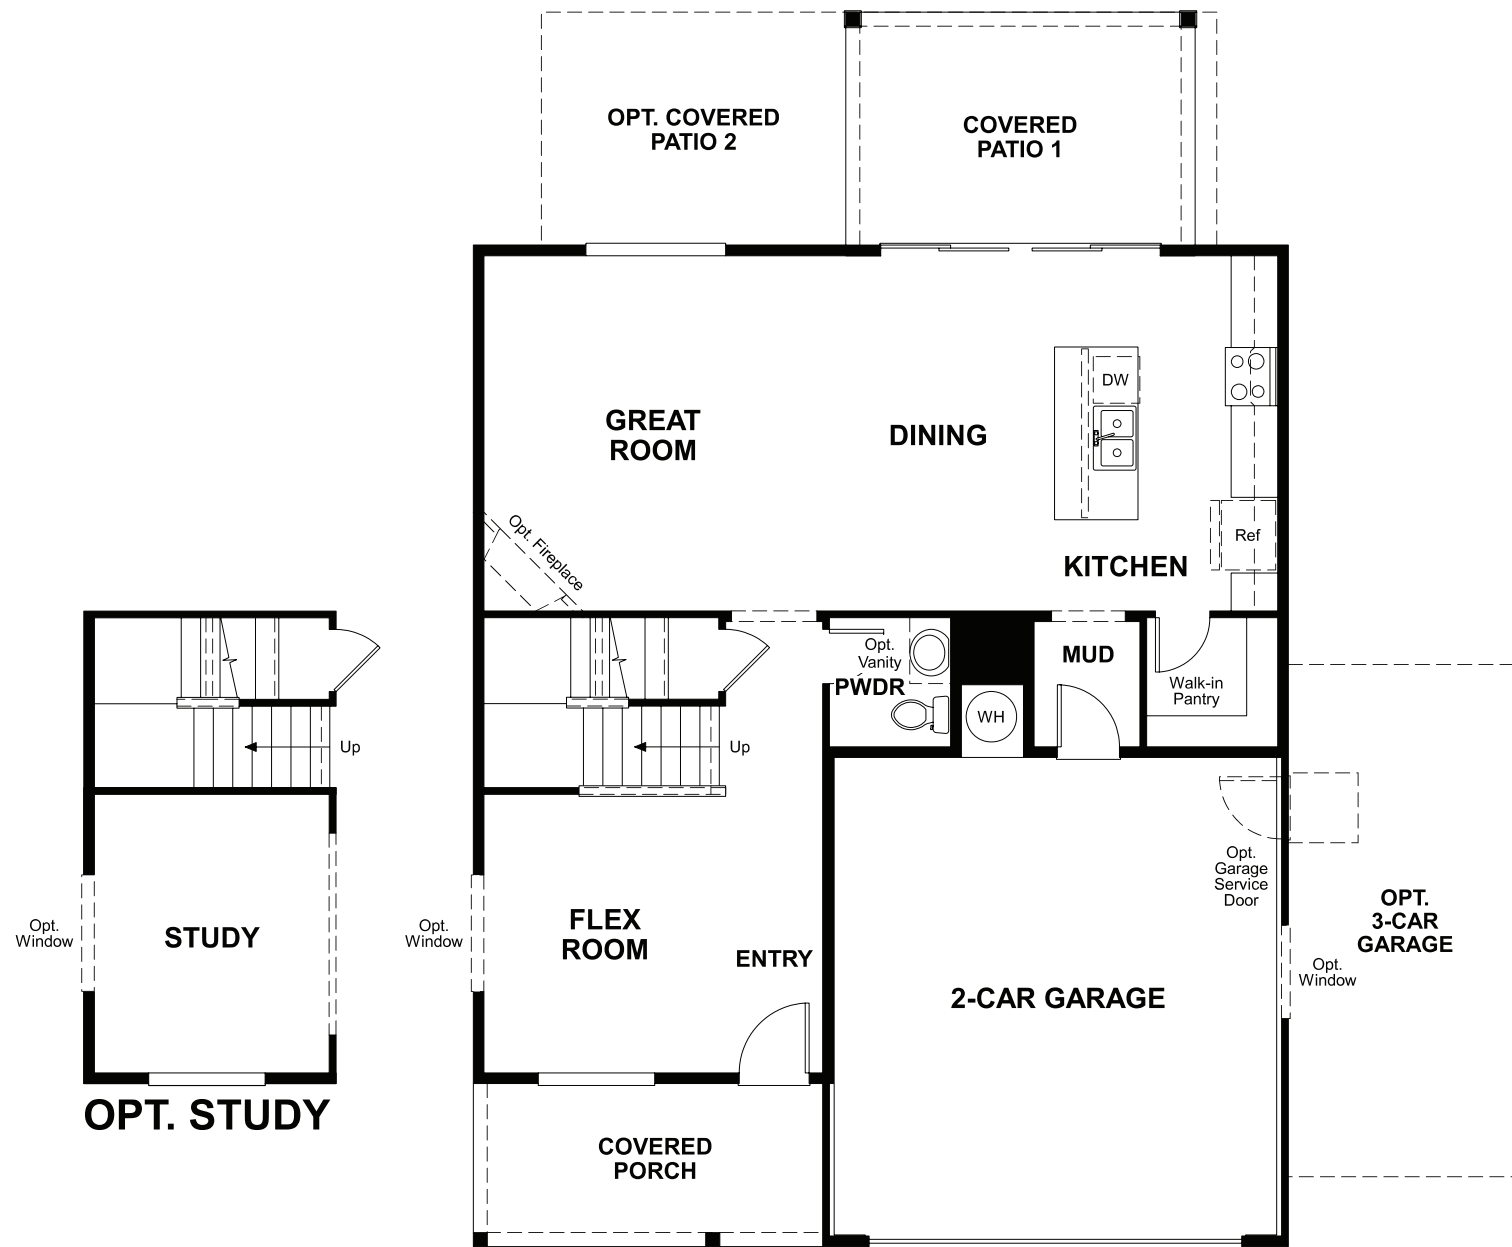 OPT. COVERED
PATIO 2
COVERED
PATIO 1
GREAT
ROOM
DINING
DW
Ref
KITCHEN
Opt. Fireplace
Opt.
Vanity
PWDR
MUD
Walk-in
Pantry
WH
Up
Up
Opt.
Garage
Service
Door
OPT.
3-CAR
GARAGE
Opt.
Window
STUDY
Opt.
Window
FLEX
ROOM
ENTRY
2-CAR GARAGE
Opt.
Window
OPT. STUDY
COVERED
PORCH